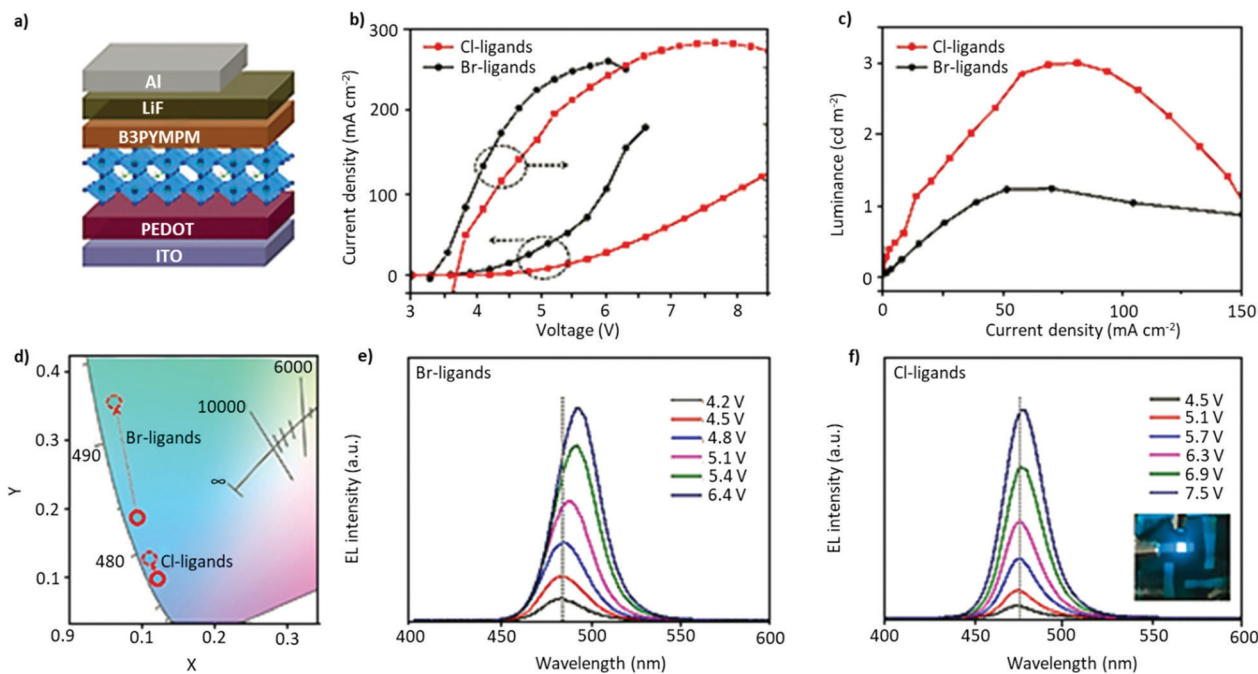 a)
Al
LiF
B3PYMPM
PEDOT
ITO
b)
Current density (mA cm-2)
300
200
100
0
Cl-ligands
Br-ligands
3
4
5
6
7
8
Voltage (V)
c)
Luminance (cd m-2)
3
2
1
0
Cl-ligands
Br-ligands
0
50
100
150
Current density (mA cm-2)
d)
Y
0.4
0.3
0.2
0.1
6000
10000
Br-ligands
490
∞
480
Cl-ligands
0.9
0.1
0.2
0.3
X
e)
EL intensity (a.u.)
Br-ligands
4.2 V
4.5 V
4.8 V
5.1 V
5.4 V
6.4 V
400
450
500
550
600
Wavelength (nm)
f)
EL intensity (a.u.)
Cl-ligands
4.5 V
5.1 V
5.7 V
6.3 V
6.9 V
7.5 V
400
450
500
550
600
Wavelength (nm)